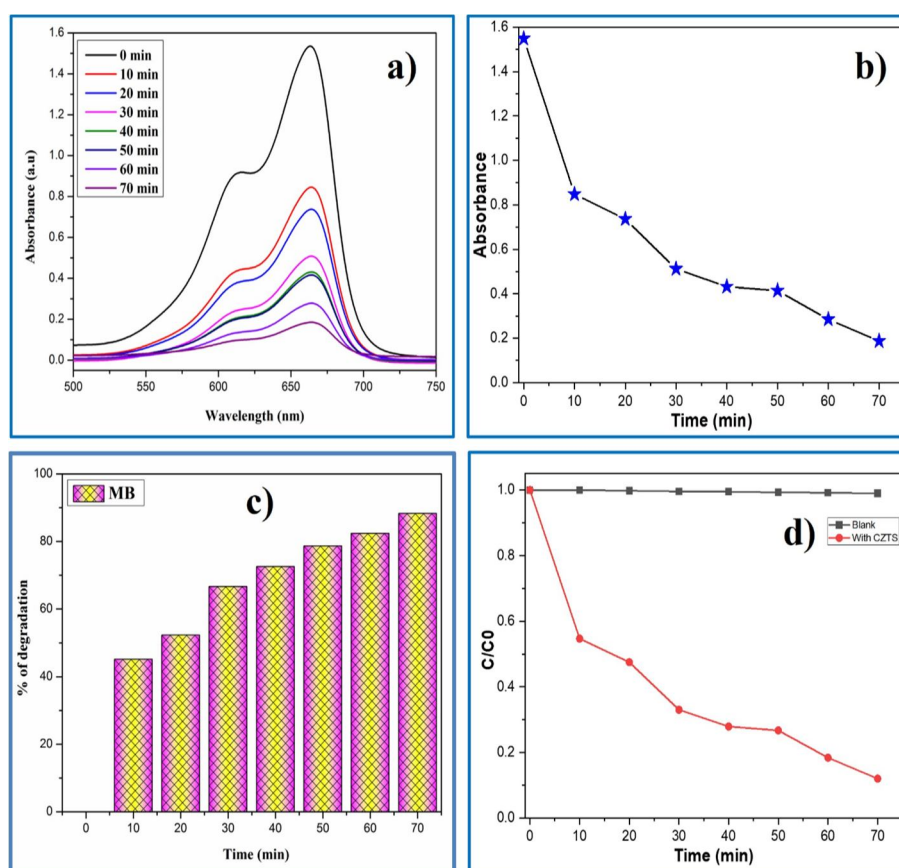 a)
0 min
10 min
20 min
30 min
40 min
50 min
60 min
70 min
1.6
1.4
1.2
1.0
0.8
0.6
0.4
0.2
0.0
500 550 600 650 700 750
Absorbance (a.u)
Wavelength (nm)
b)
1.6
1.4
1.2
1.0
0.8
0.6
0.4
0.2
0.0
0 10 20 30 40 50 60 70
Absorbance
Time (min)
c)
MB
100
80
60
40
20
0
0 10 20 30 40 50 60 70
% of degradation
Time (min)
d)
Blank
With CZTS
1.0
0.8
0.6
0.4
0.2
0.0
0 10 20 30 40 50 60 70
C/C0
Time (min)